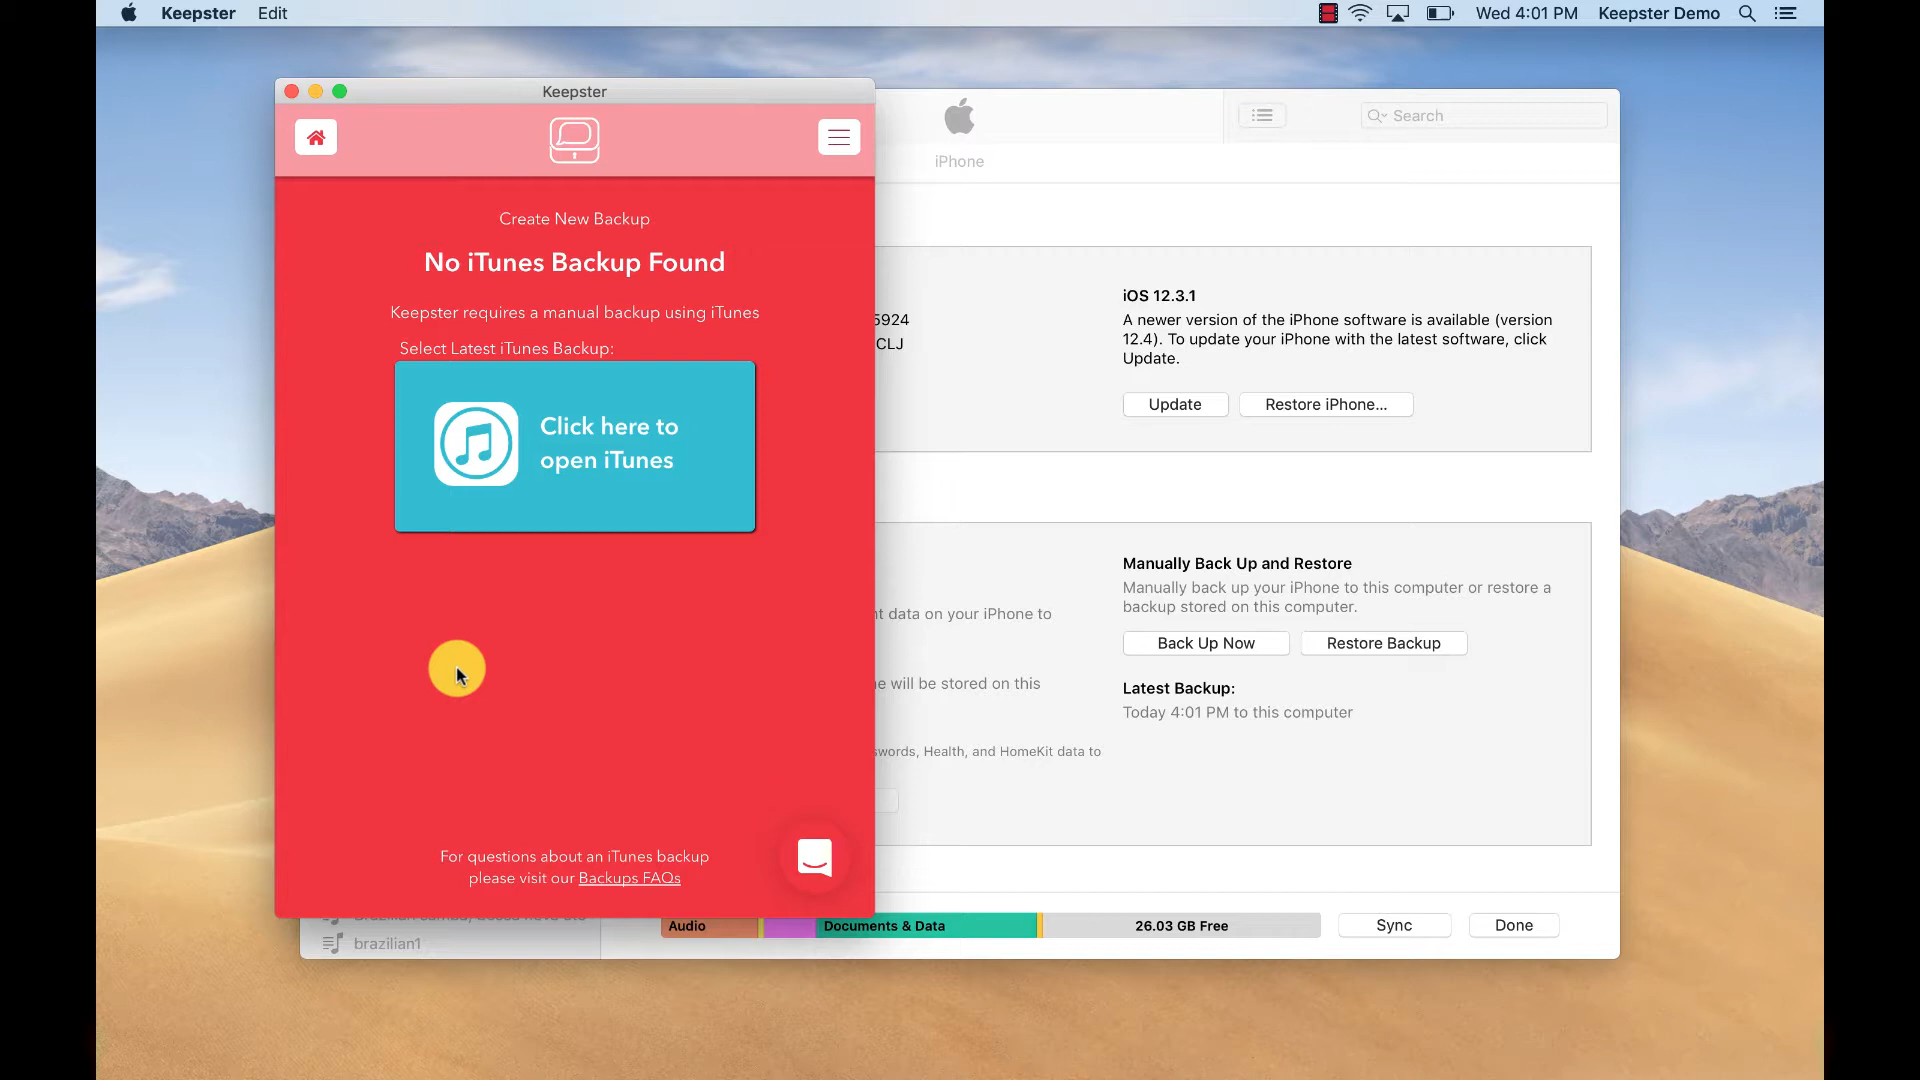 Keepster Edit Wed 4:01 PM Keepster Demo
Keepster
Create New Backup
No iTunes Backup Found
Keepster requires a manual backup using iTunes
Select Latest iTunes Backup:
Click here to
open iTunes
For questions about an iTunes backup
please visit our Backups FAQs
Search
iPhone
5924
CLJ
iOS 12.3.1
A newer version of the iPhone software is available (version
12.4). To update your iPhone with the latest software, click
Update.
Update Restore iPhone...
nt data on your iPhone to
e will be stored on this
swords, Health, and HomeKit data to
Manually Back Up and Restore
Manually back up your iPhone to this computer or restore a
backup stored on this computer.
Back Up Now Restore Backup
Latest Backup:
Today 4:01 PM to this computer
brazilian1
Audio Documents & Data 26.03 GB Free Sync Done